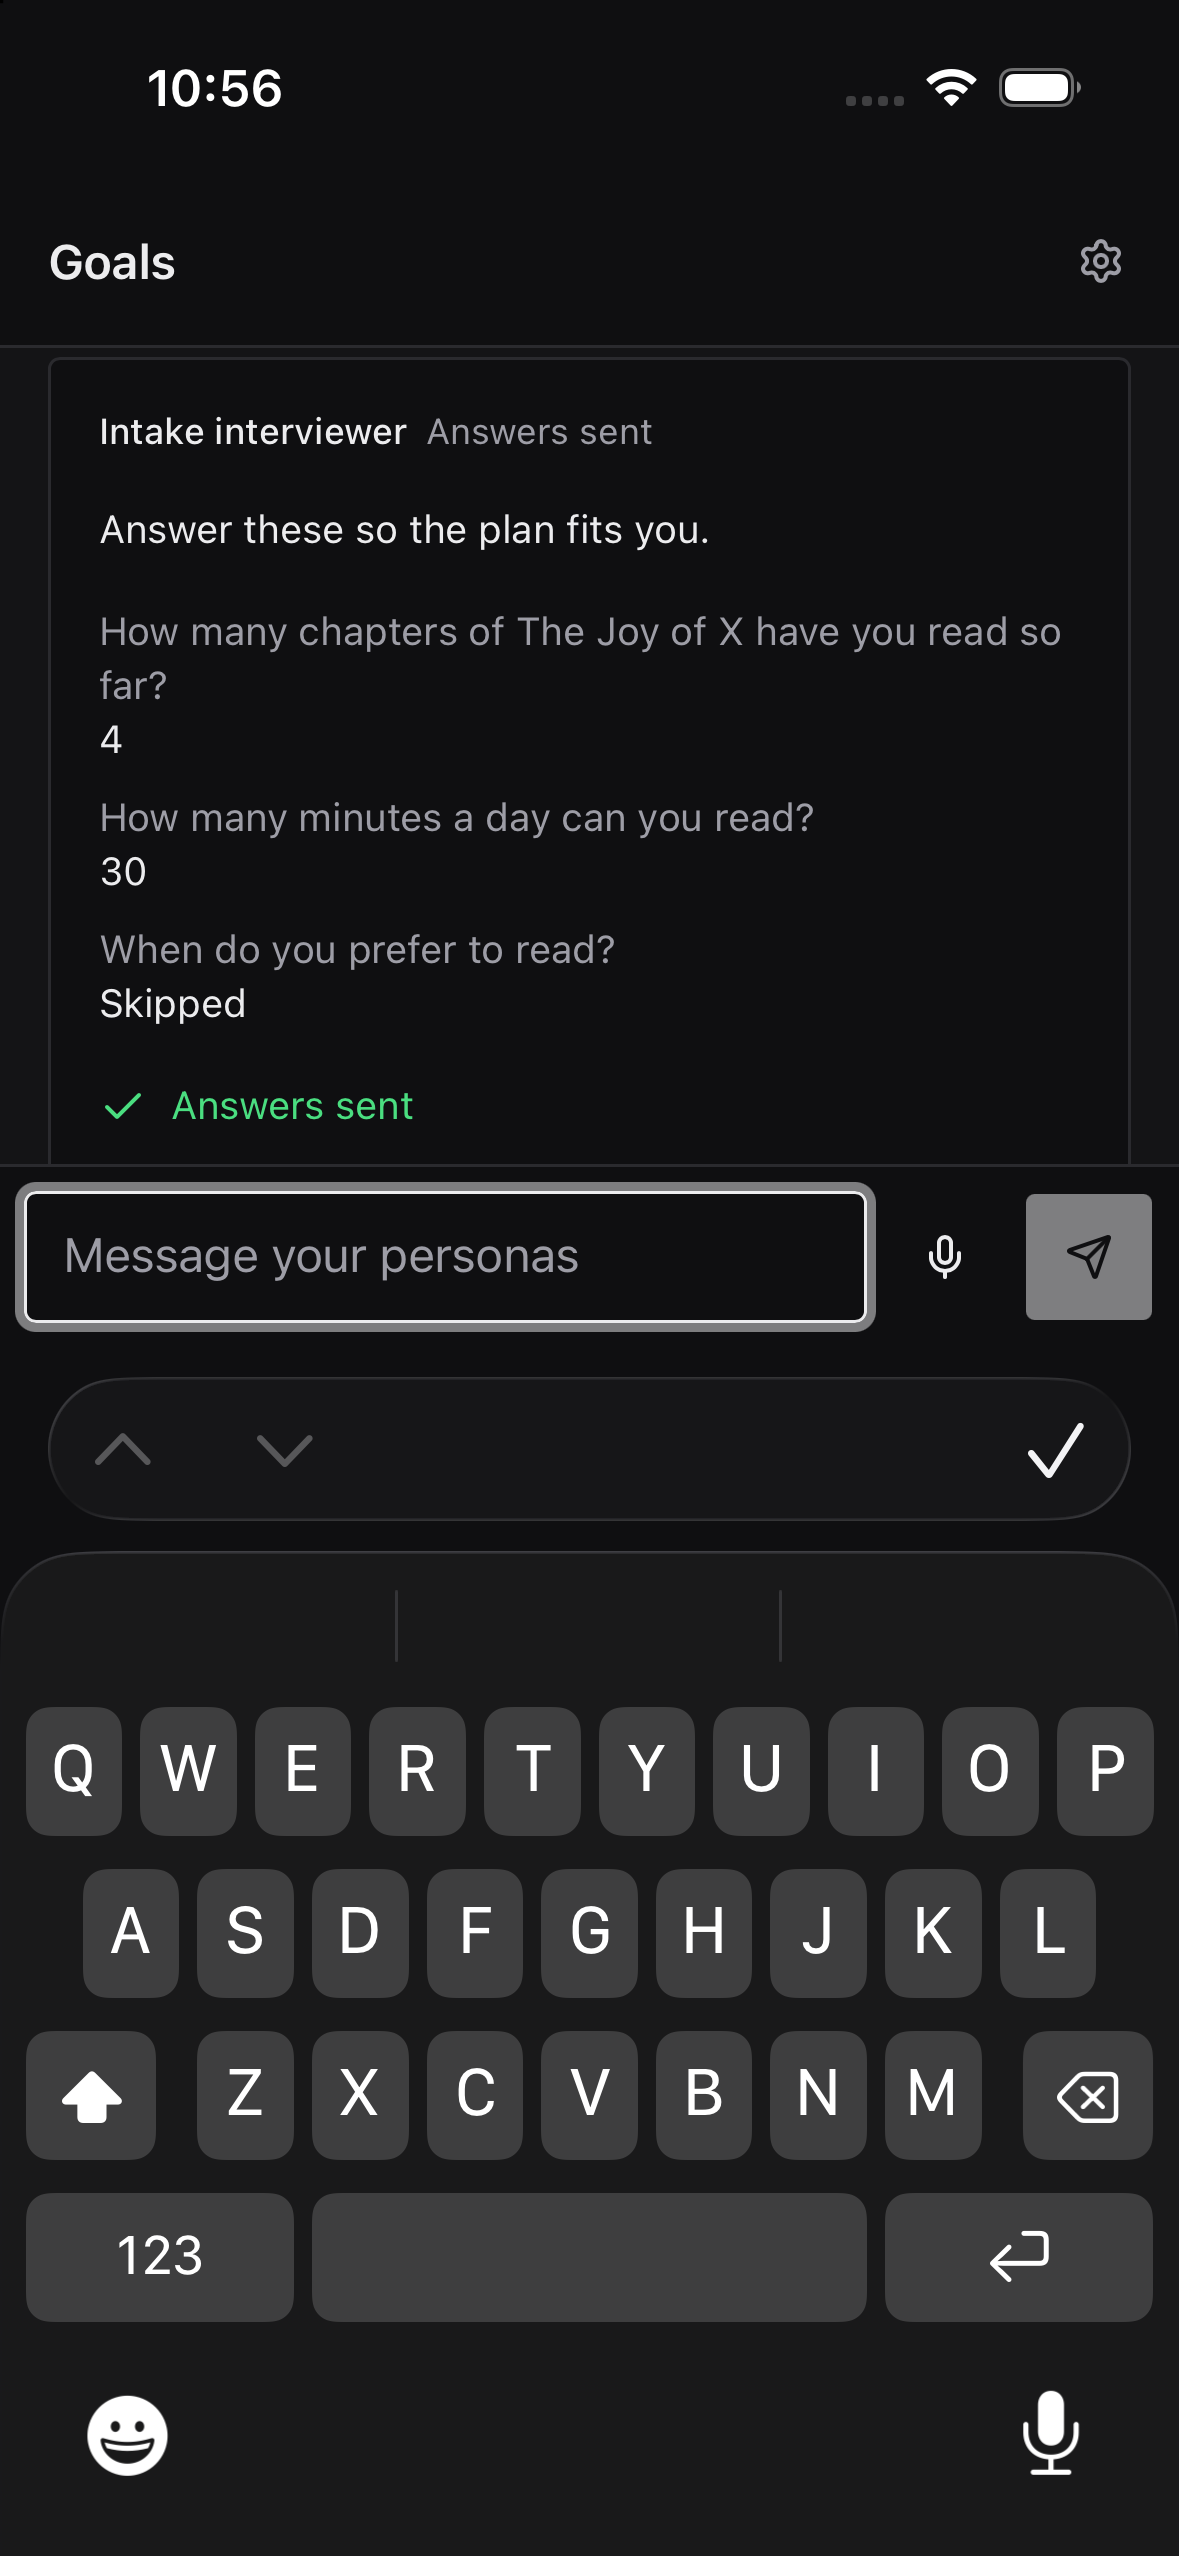 10:56
Goals
Intake interviewer Answers sent
Answer these so the plan fits you.
How many chapters of The Joy of X have you read so
far?
4
How many minutes a day can you read?
30
When do you prefer to read?
Skipped
Answers sent
Message your personas
Q W E R T Y U I O P
A S D F G H J K L
Z X C V B N M
123